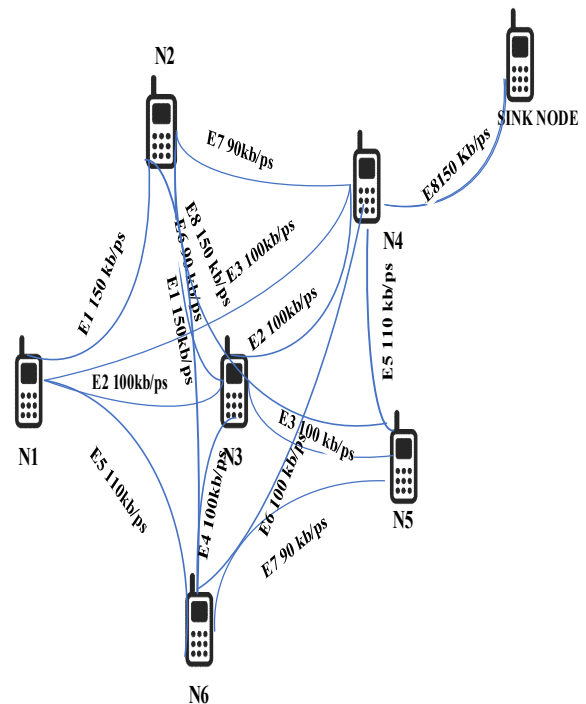 N2
SINK NODE
E7 90kb/ps
E8150 Kb/ps
N4
E8 150 kb/ps
E6 90 kb/ps
E3 100kb/ps
E1 150 kb/ps
E1 150kb/ps
E2 100kb/ps
E5 110 kb/ps
E2 100kb/ps
N1
N3
E3 100 kb/ps
E5 110kb/ps
E4 100kb/ps
E6 100 kb/ps
E7 90 kb/ps
N5
N6